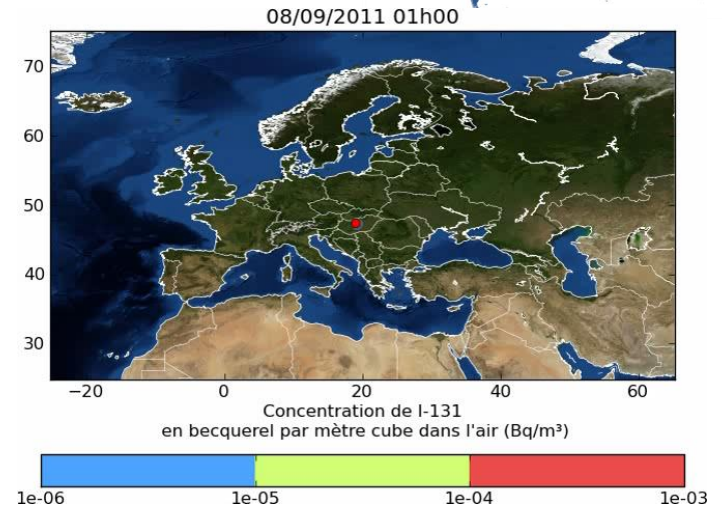 08/09/2011 01h00
70
60
50
40
30
−20 0 20 40 60
Concentration de I-131
en becquerel par mètre cube dans l'air (Bq/m³)
1e-06 1e-05 1e-04 1e-03